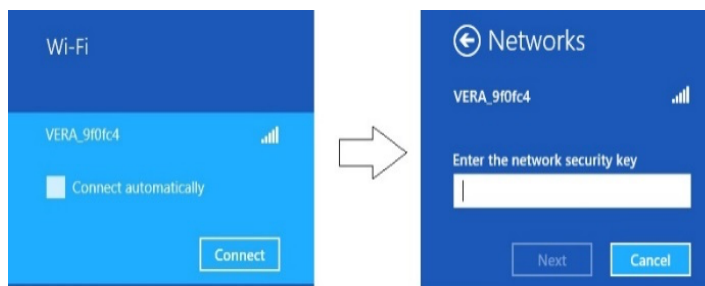 Wi-Fi
VERA_9f0fc4
Connect automatically
Connect
Networks
VERA_9f0fc4
Enter the network security key
Next
Cancel